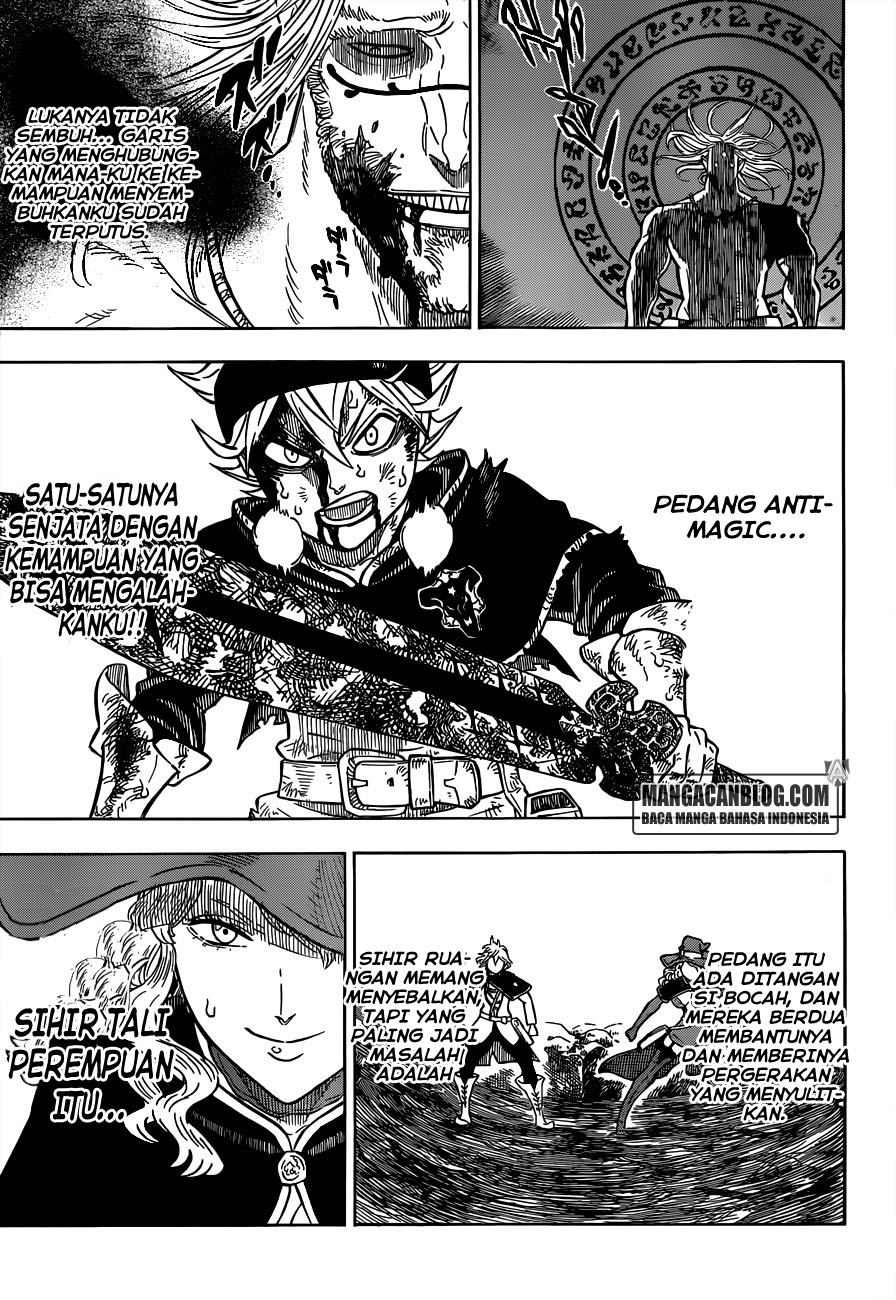 LUKANYA TIDAK
SEMBUH... GARIS
YANG MENGHUBUNG-
KAN MANA-KU KE KE-
MAMPUAN MENYEM-
BUHKANKU SUDAH
TERPUTUS.
PEDANG ANTI-
MAGIC....
SATU-SATUNYA
SENJATA DENGAN
KEMAMPUAN YANG
BISA MENGALAH-
KANKU!!
MANGACANBLOG.COM
BACA MANGA BAHASA INDONESIA
PEDANG ITU
ADA DITANGAN
SI BOCAH, DAN
MEREKA BERDUA
MEMBANTUNYA
DAN MEMBERINYA
PERGERAKAN
YANG MENYULIT-
KAN.
SIHIR RUA-
NGAN MEMANG
MENYEBALKAN,
TAPI YANG
PALING JADI
MASALAH
ADALAH
SIHIR TALI
PEREMPUAN
ITU...